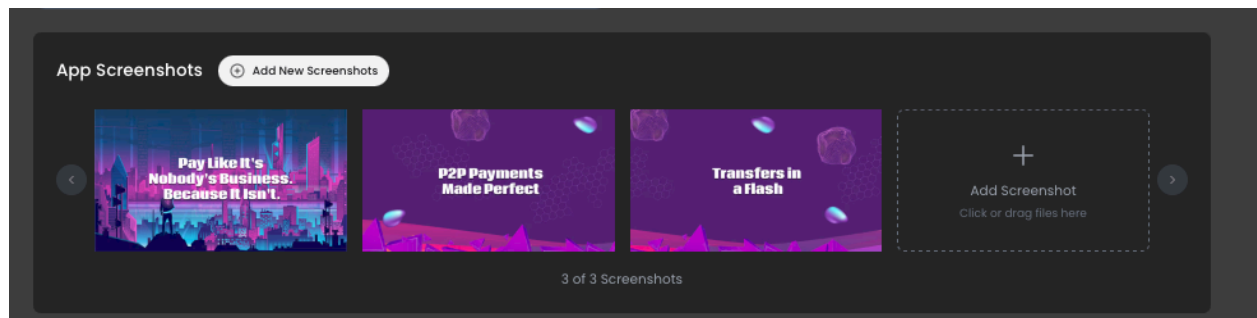 App Screenshots
Add New Screenshots
Pay Like It's
Nobody's Business.
Because It Isn't.
P2P Payments
Made Perfect
Transfers in
a Flash
Add Screenshot
Click or drag files here
3 of 3 Screenshots